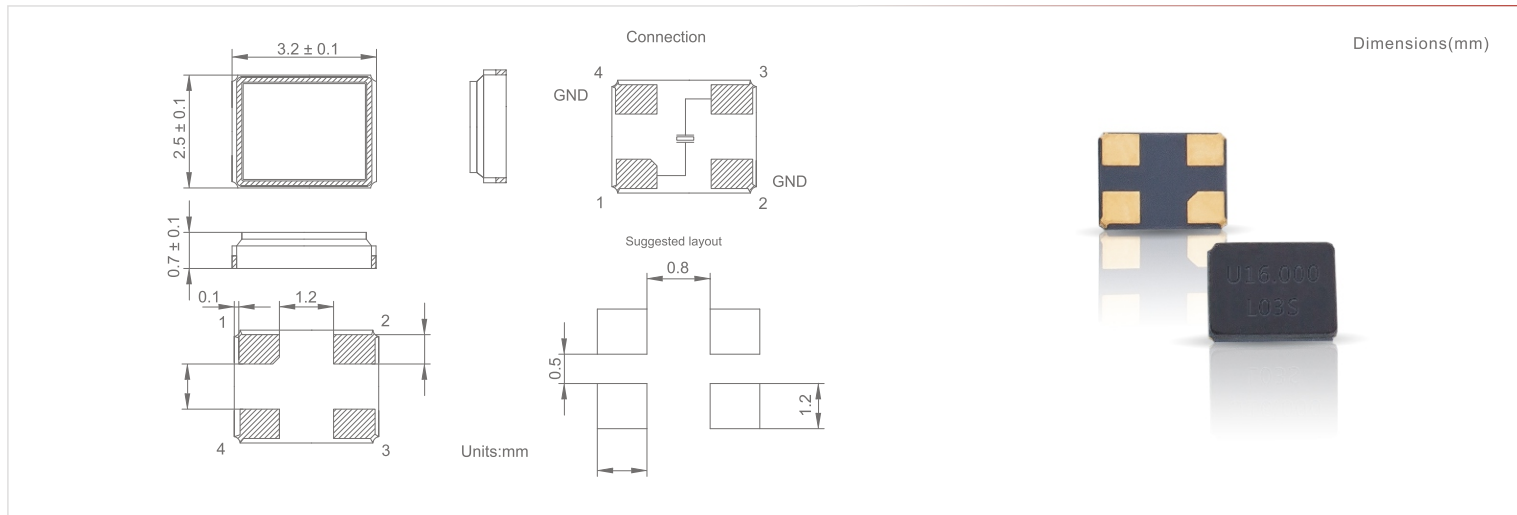 Connection
Dimensions(mm)
3.2 ± 0.1
2.5 ± 0.1
4
3
GND
GND
1
2
0.7 ± 0.1
Suggested layout
0.1
1.2
1
2
4
3
0.8
0.5
1.2
Units:mm
U16.000
L03S